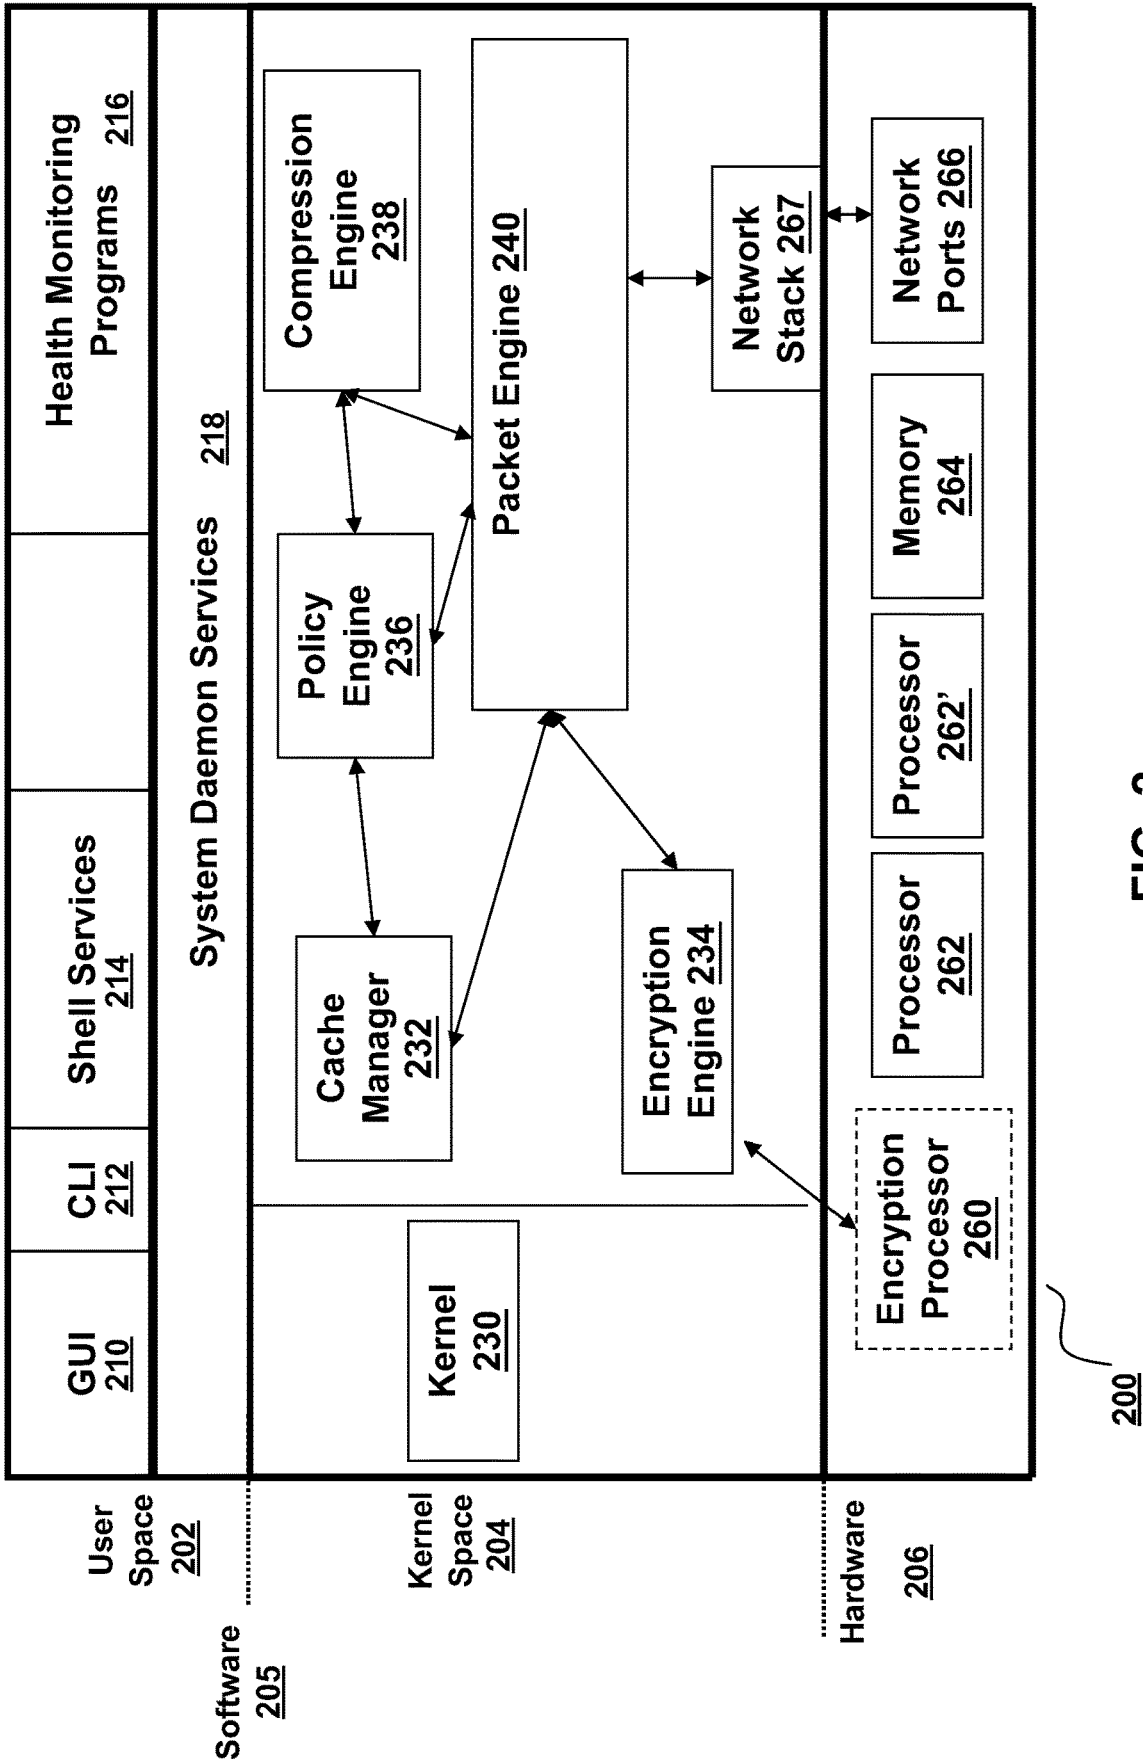 GUI
210
CLI
212
Shell Services
214
Health Monitoring
Programs 216
System Daemon Services 218
User
Space
202
Software
205
Kernel
Space
204
Kernel
230
Cache
Manager
232
Policy
Engine
236
Compression
Engine
238
Packet Engine 240
Encryption
Engine 234
Network
Stack 267
Hardware
206
Encryption
Processor
260
Processor
262
Processor
262’
Memory
264
Network
Ports 266
200